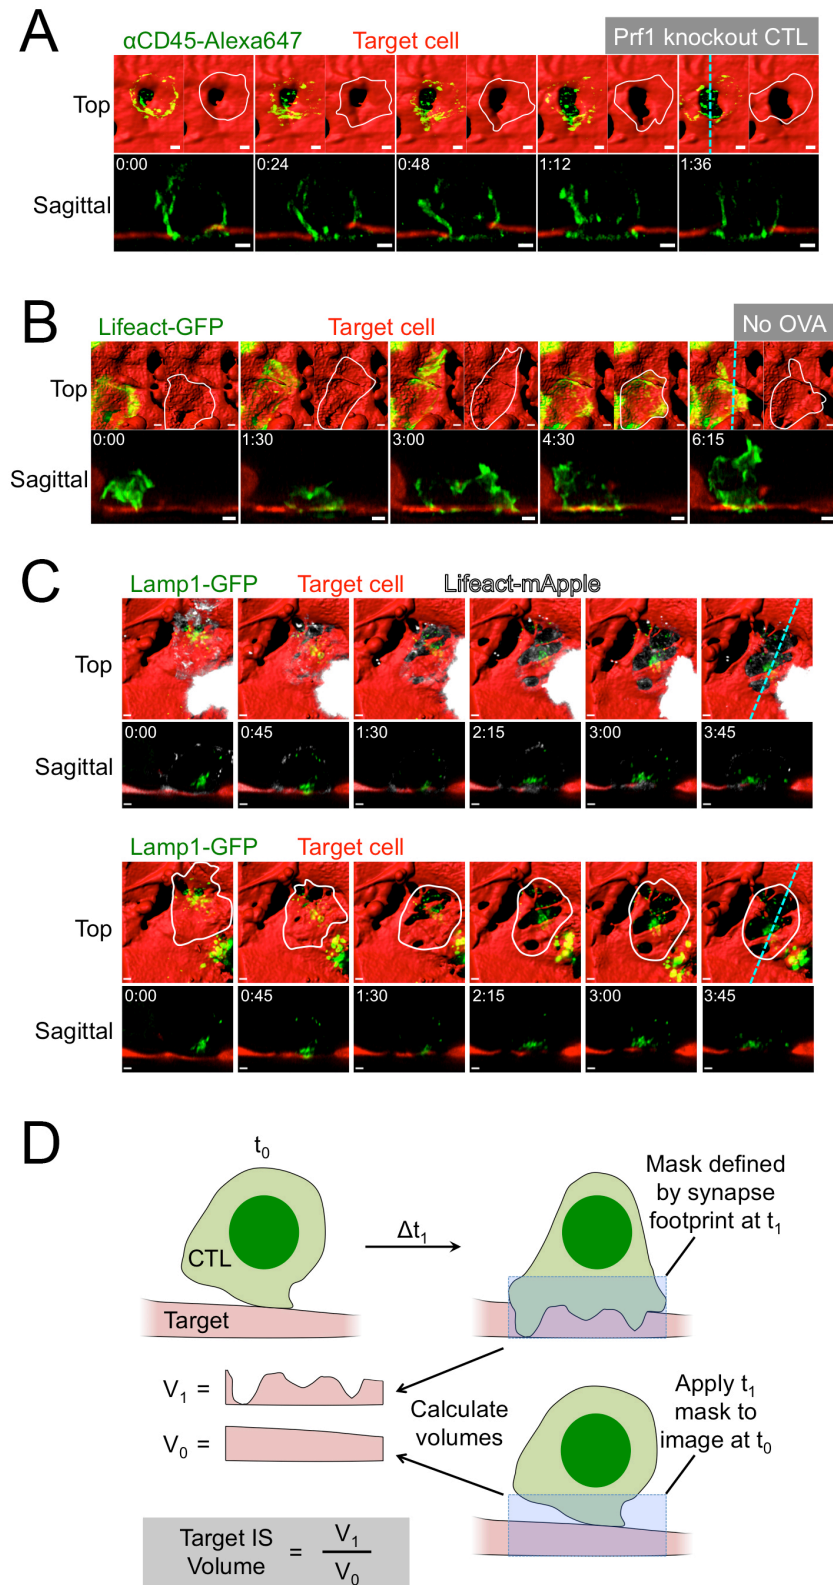 A
αCD45-Alexa647 Target cell Prf1 knockout CTL
Top
0:00 0:24 0:48 1:12 1:36
Sagittal
B
Lifeact-GFP Target cell No OVA
Top
0:00 1:30 3:00 4:30 6:15
Sagittal
C
Lamp1-GFP Target cell Lifeact-mApple
Top
0:00 0:45 1:30 2:15 3:00 3:45
Sagittal
Lamp1-GFP Target cell
Top
0:00 0:45 1:30 2:15 3:00 3:45
Sagittal
D
t0
Δt1
CTL
Target
Mask defined
by synapse
footprint at t1
V1 =
V0 =
Calculate
volumes
Apply t1
mask to
image at t0
Target IS
Volume
=
V1
V0